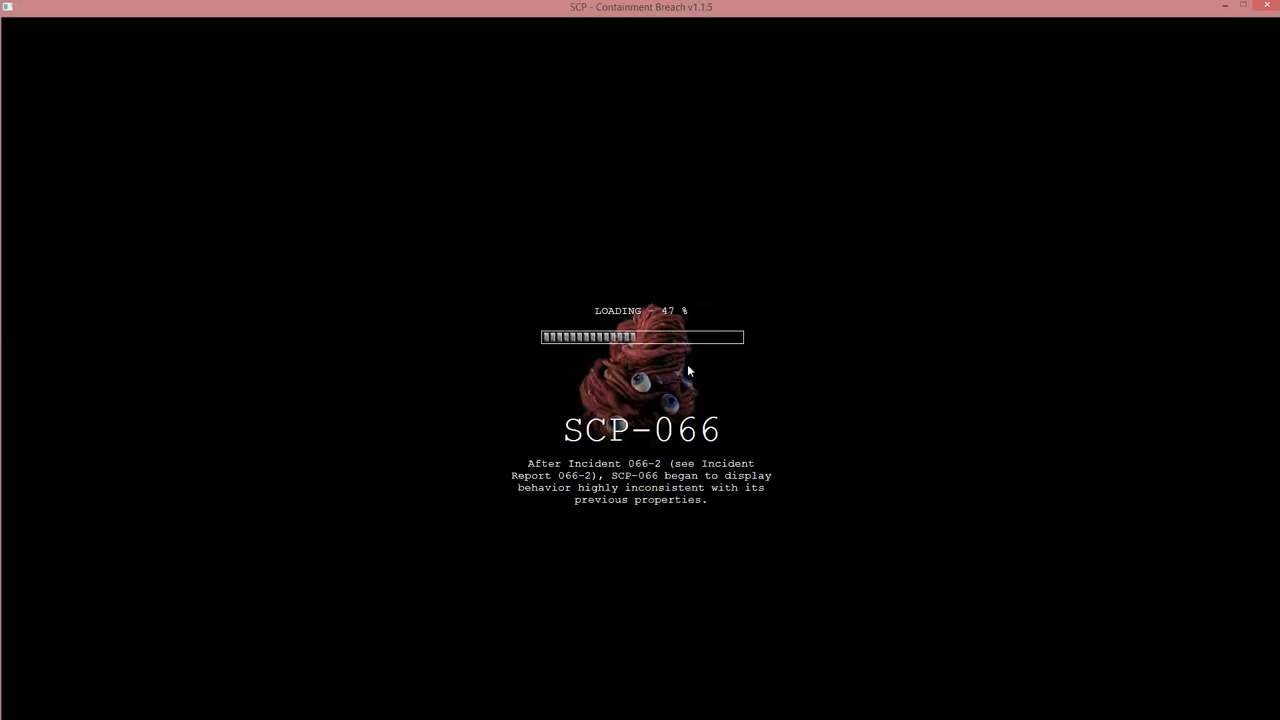 SCP - Containment Breach v1.1.5
LOADING - 47 %
SCP-066
After Incident 066-2 (see Incident
Report 066-2), SCP-066 began to display
behavior highly inconsistent with its
previous properties.